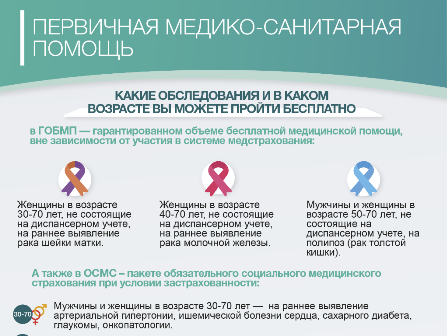 ПЕРВИЧНАЯ МЕДИКО-САНИТАРНАЯ
ПОМОЩЬ
КАКИЕ ОБСЛЕДОВАНИЯ И В КАКОМ
ВОЗРАСТЕ ВЫ МОЖЕТЕ ПРОЙТИ БЕСПЛАТНО
в ГОБМП — гарантированном объеме бесплатной медицинской помощи,
вне зависимости от участия в системе медстрахования:
Женщины в возрасте
30-70 лет, не состоящие
на диспансерном учете,
на раннее выявление
рака шейки матки.
Женщины в возрасте
40-70 лет, не состоящие
на диспансерном учете,
на раннее выявление
рака молочной железы.
Мужчины и женщины в
возрасте 50-70 лет, не
состоящие на
диспансерном учете, на
полипоз (рак толстой
кишки).
А также в ОСМС – пакете обязательного социального медицинского
страхования при условии застрахованности:
30-70
Мужчины и женщины в возрасте 30-70 лет — на раннее выявление
артериальной гипертонии, ишемической болезни сердца, сахарного диабета,
глаукомы, онкопатологии.